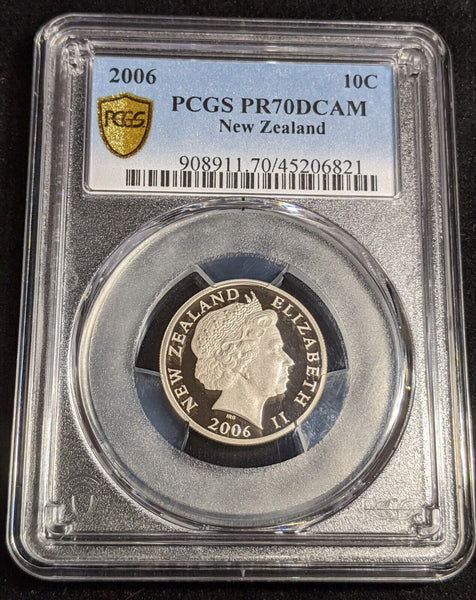 2006 10C
PCGS PR70DCAM
New Zealand
908911.70/45206821
PCGS
NEW ZEALAND ELIZABETH II
IRB
2006